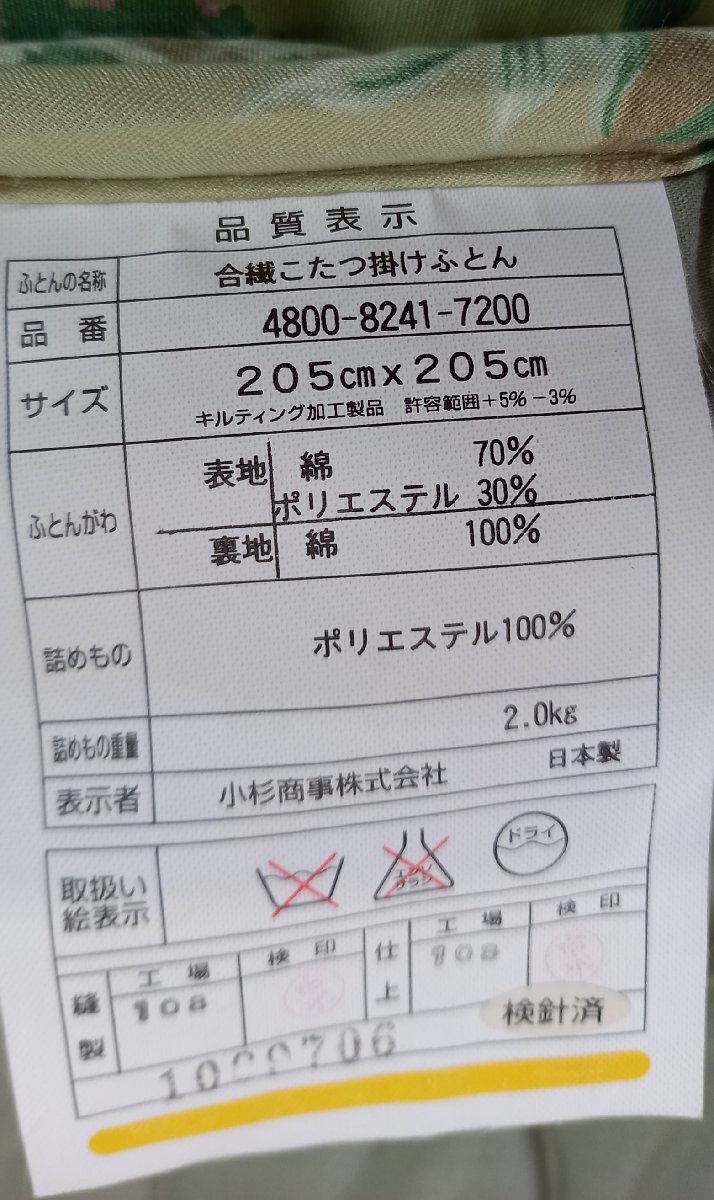 品質表示
ふとんの名称 合繊こたつ掛けふとん
品番 4800-8241-7200
サイズ 205cm x 205cm
キルティング加工製品 許容範囲+5% -3%
ふとんがわ 表地 綿 70%
ポリエステル 30%
裏地 綿 100%
詰めもの ポリエステル100%
詰めもの重量 2.0kg
表示者 小杉商事株式会社 日本製
取扱い
絵表示
ドライ
縫製 工場 検印 仕上 工場 検印
108 108
検針済